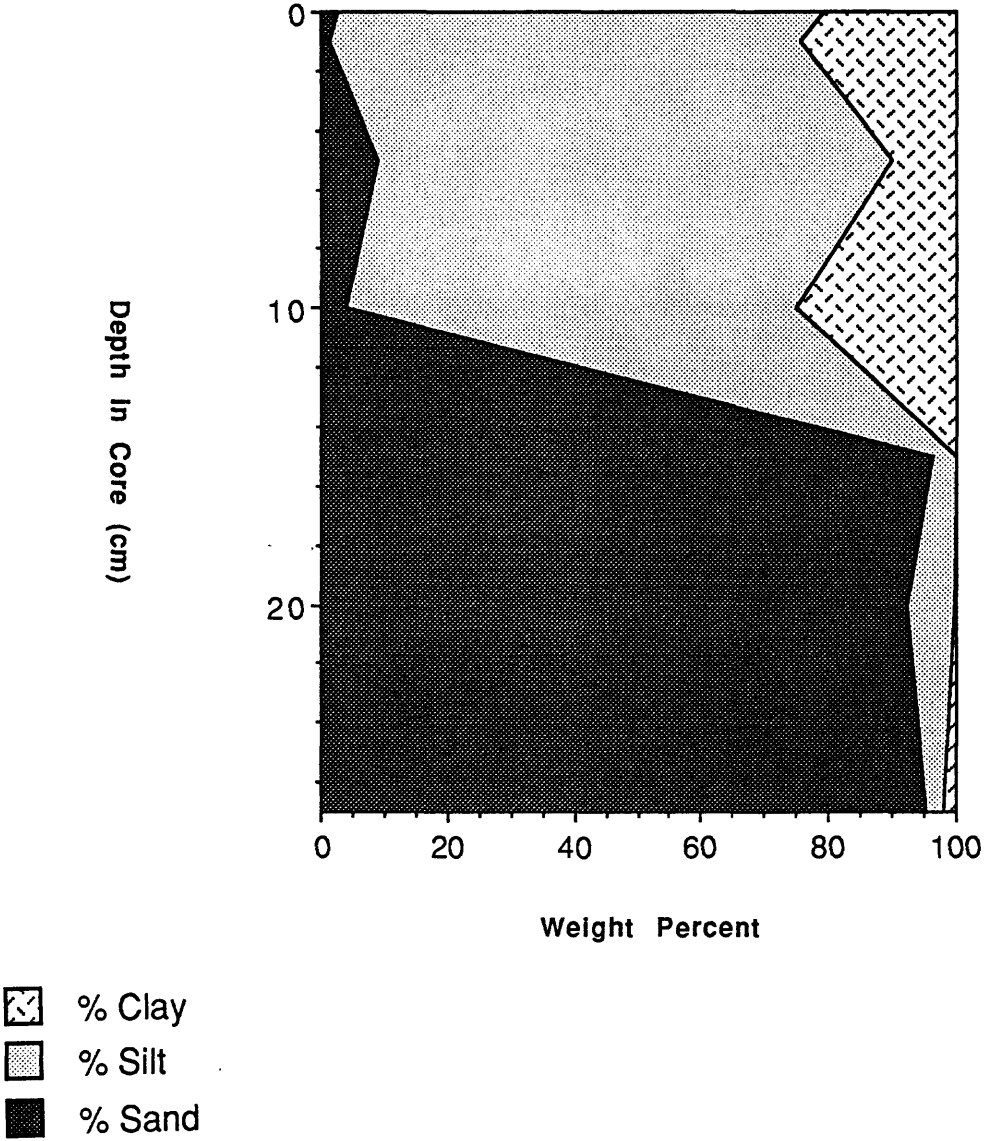 0
10
20
Depth in Core (cm)
0 20 40 60 80 100
Weight Percent
% Clay
% Silt
% Sand